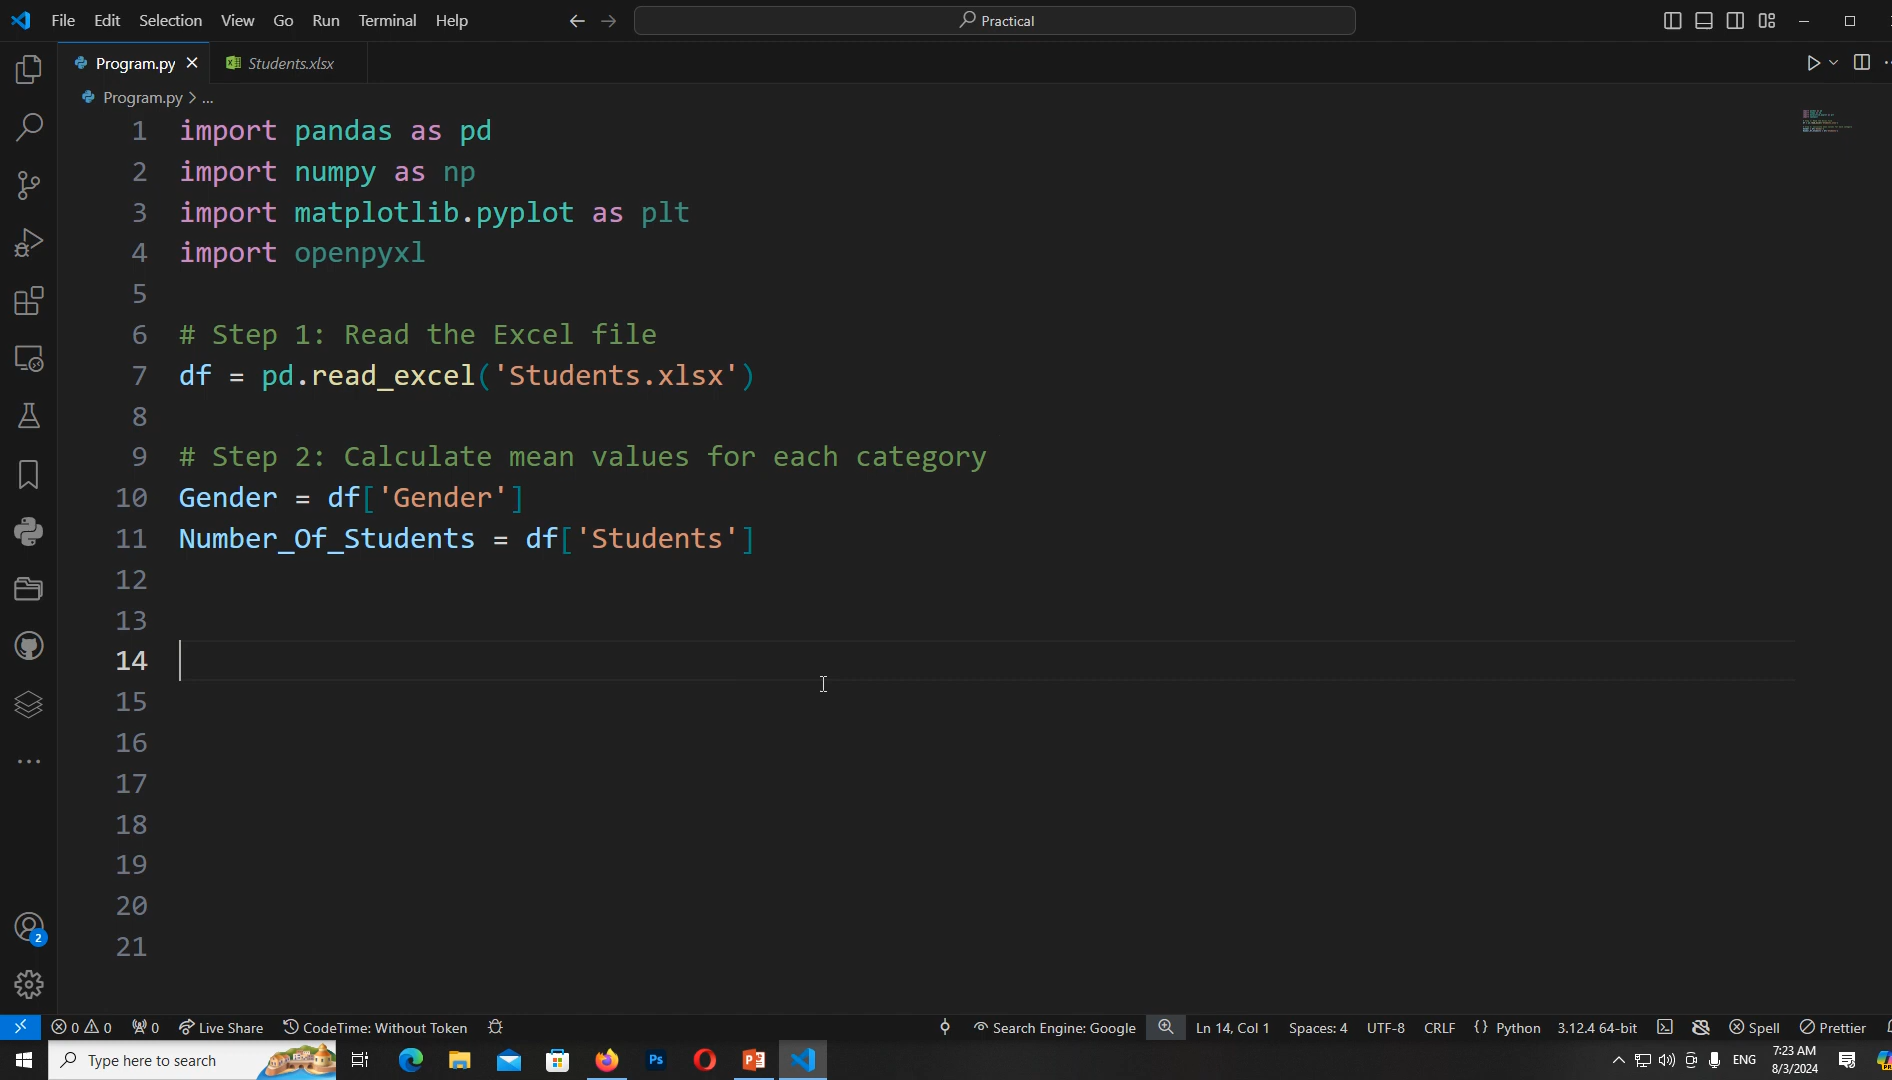 File Edit Selection View Go Run Terminal Help
Practical
Program.py
Students.xlsx
Program.py > ...
1 import pandas as pd
2 import numpy as np
3 import matplotlib.pyplot as plt
4 import openpyxl
5
6 # Step 1: Read the Excel file
7 df = pd.read_excel('Students.xlsx')
8
9 # Step 2: Calculate mean values for each category
10 Gender = df['Gender']
11 Number_Of_Students = df['Students']
12
13
14
15
16
17
18
19
20
21
2
0 0 0 Live Share CodeTime: Without Token Search Engine: Google Ln 14, Col 1 Spaces: 4 UTF-8 CRLF {} Python 3.12.4 64-bit Spell Prettier
Type here to search
Ps
ENG
7:23 AM
8/3/2024